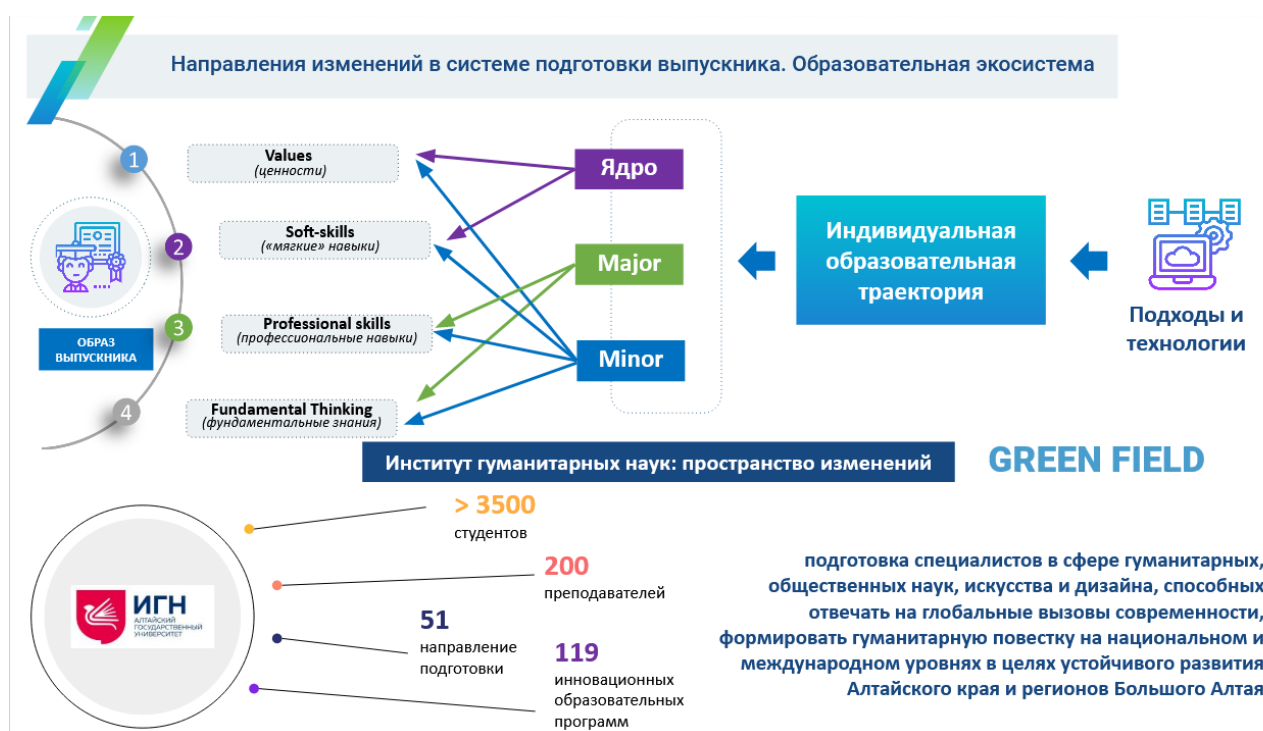 Направления изменений в системе подготовки выпускника. Образовательная экосистема
1
Values
(ценности)
2
Soft-skills
(«мягкие» навыки)
3
Professional skills
(профессиональные навыки)
4
Fundamental Thinking
(фундаментальные знания)
ОБРАЗ
ВЫПУСКНИКА
Ядро
Major
Minor
Индивидуальная
образовательная
траектория
Подходы и
технологии
Институт гуманитарных наук: пространство изменений
GREEN FIELD
ИГН
АЛТАЙСКИЙ
ГОСУДАРСТВЕННЫЙ
УНИВЕРСИТЕТ
> 3500
студентов
200
преподавателей
51
направление
подготовки
119
инновационных
образовательных
программ
подготовка специалистов в сфере гуманитарных,
общественных наук, искусства и дизайна, способных
отвечать на глобальные вызовы современности,
формировать гуманитарную повестку на национальном и
международном уровнях в целях устойчивого развития
Алтайского края и регионов Большого Алтая